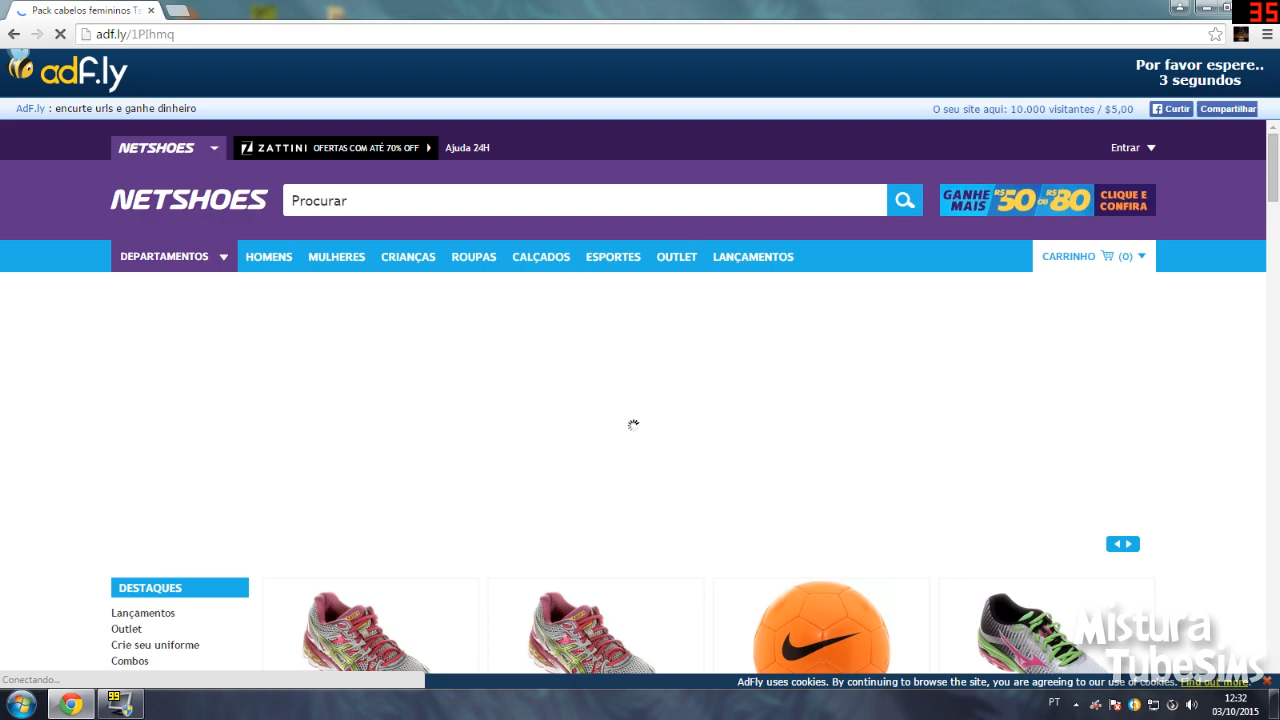 Pack cabelos femininos Ts
35
adf.ly/1PIhmq
adf.ly
Por favor espere..
3 segundos
AdF.ly : encurte urls e ganhe dinheiro
O seu site aqui: 10.000 visitantes / $5,00
Curtir
Compartilhar
NETSHOES
ZATTINI OFERTAS COM ATÉ 70% OFF
Ajuda 24H
Entrar
NETSHOES
Procurar
GANHE MAIS R$50 OU R$80 CLIQUE E CONFIRA
DEPARTAMENTOS
HOMENS
MULHERES
CRIANÇAS
ROUPAS
CALÇADOS
ESPORTES
OUTLET
LANÇAMENTOS
CARRINHO (0)
DESTAQUES
Lançamentos
Outlet
Crie seu uniforme
Combos
Mistura
TubeSims
Conectando...
AdFly uses cookies. By continuing to browse the site, you are agreeing to our use of cookies. Find out more.
PT
12:32
03/10/2015